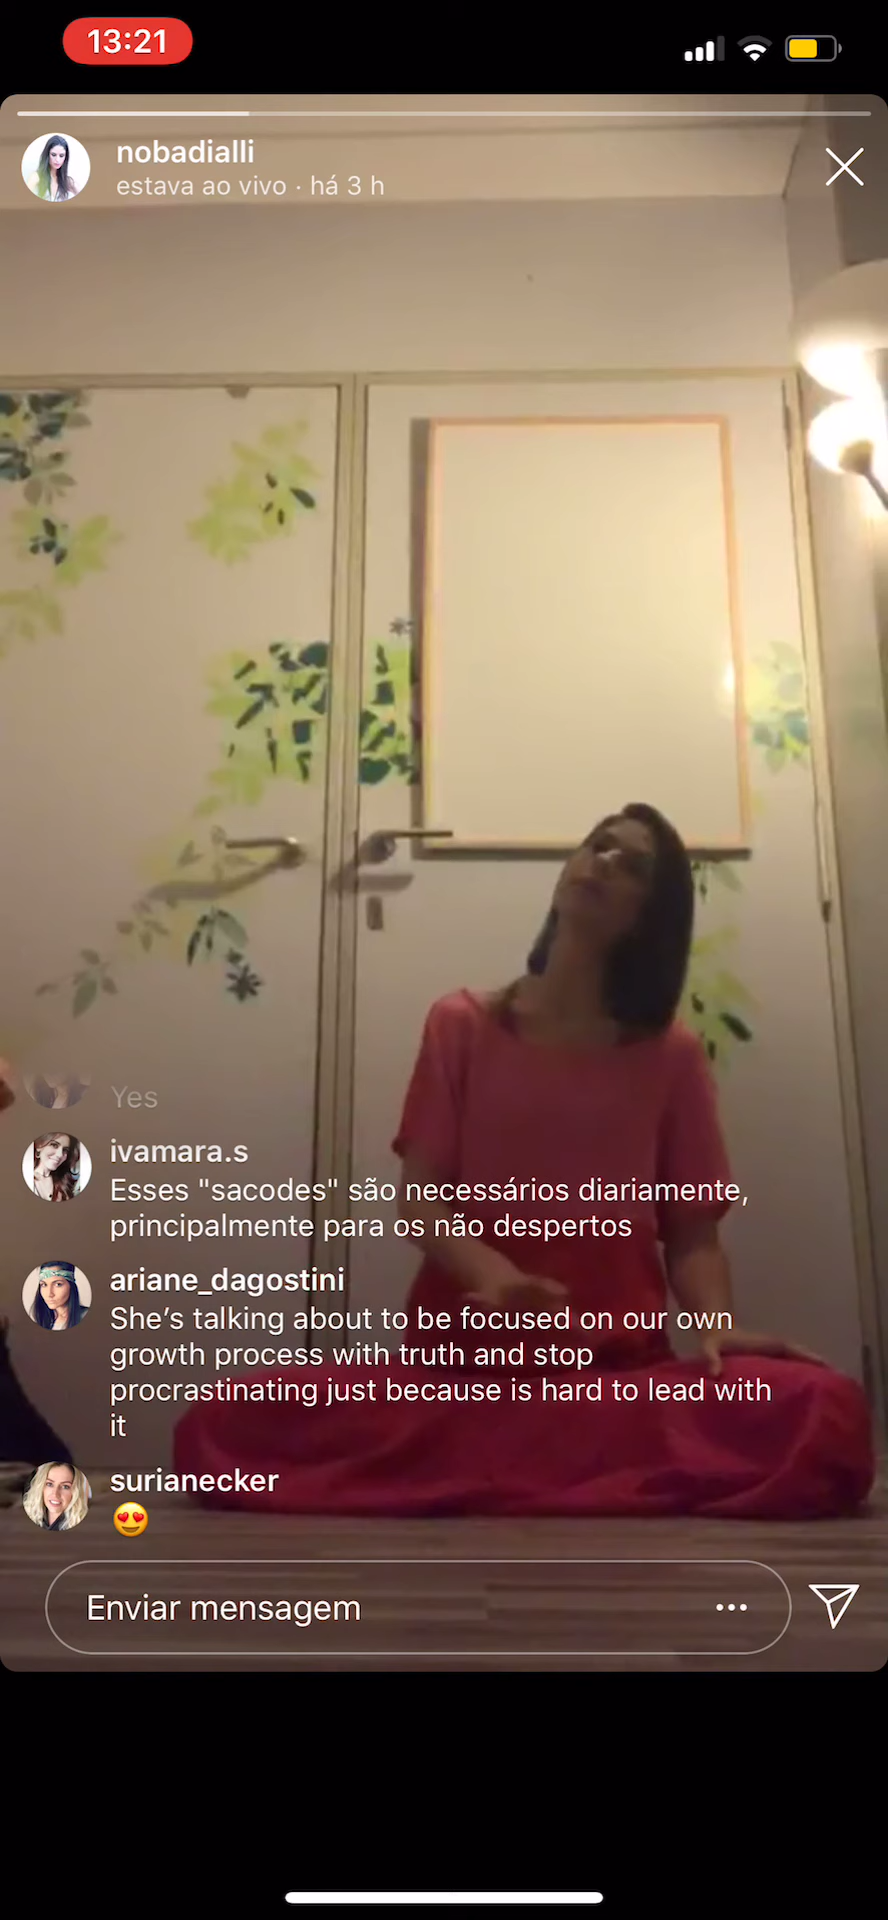 13:21
nobadialli
estava ao vivo · há 3 h
Yes
ivamara.s
Esses "sacodes" são necessários diariamente,
principalmente para os não despertos
ariane_dagostini
She’s talking about to be focused on our own
growth process with truth and stop
procrastinating just because is hard to lead with
it
surianecker
😍
Enviar mensagem